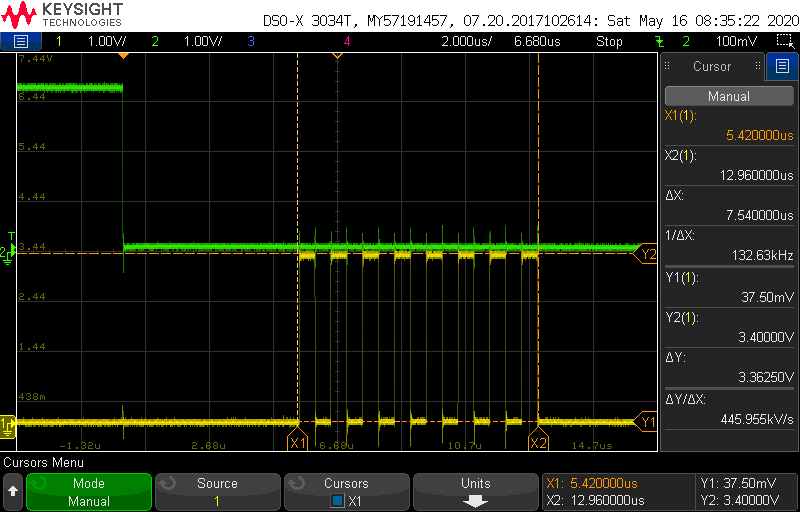 KEYSIGHT
TECHNOLOGIES
DSO-X 3034T, MY57191457, 07.20.2017102614: Sat May 16 08:35:22 2020
1 1.00V/ 2 1.00V/ 3 4 2.000us/ 6.680us Stop 2 100mV
7.44V
6.44
5.44
4.44
T
2 3.44 Y2
2.44
1.44
438m
1 Y1
X1 X2
-1.32u 2.68u 6.68u 10.7u 14.7us
Cursor
Manual
X1(1):
5.420000us
X2(1):
12.960000us
ΔX:
7.540000us
1/ΔX:
132.63kHz
Y1(1):
37.50mV
Y2(1):
3.40000V
ΔY:
3.36250V
ΔY/ΔX:
445.955kV/s
Cursors Menu
Mode
Manual
Source
1
Cursors
X1
Units
X1: 5.420000us
X2: 12.960000us
Y1: 37.50mV
Y2: 3.40000V